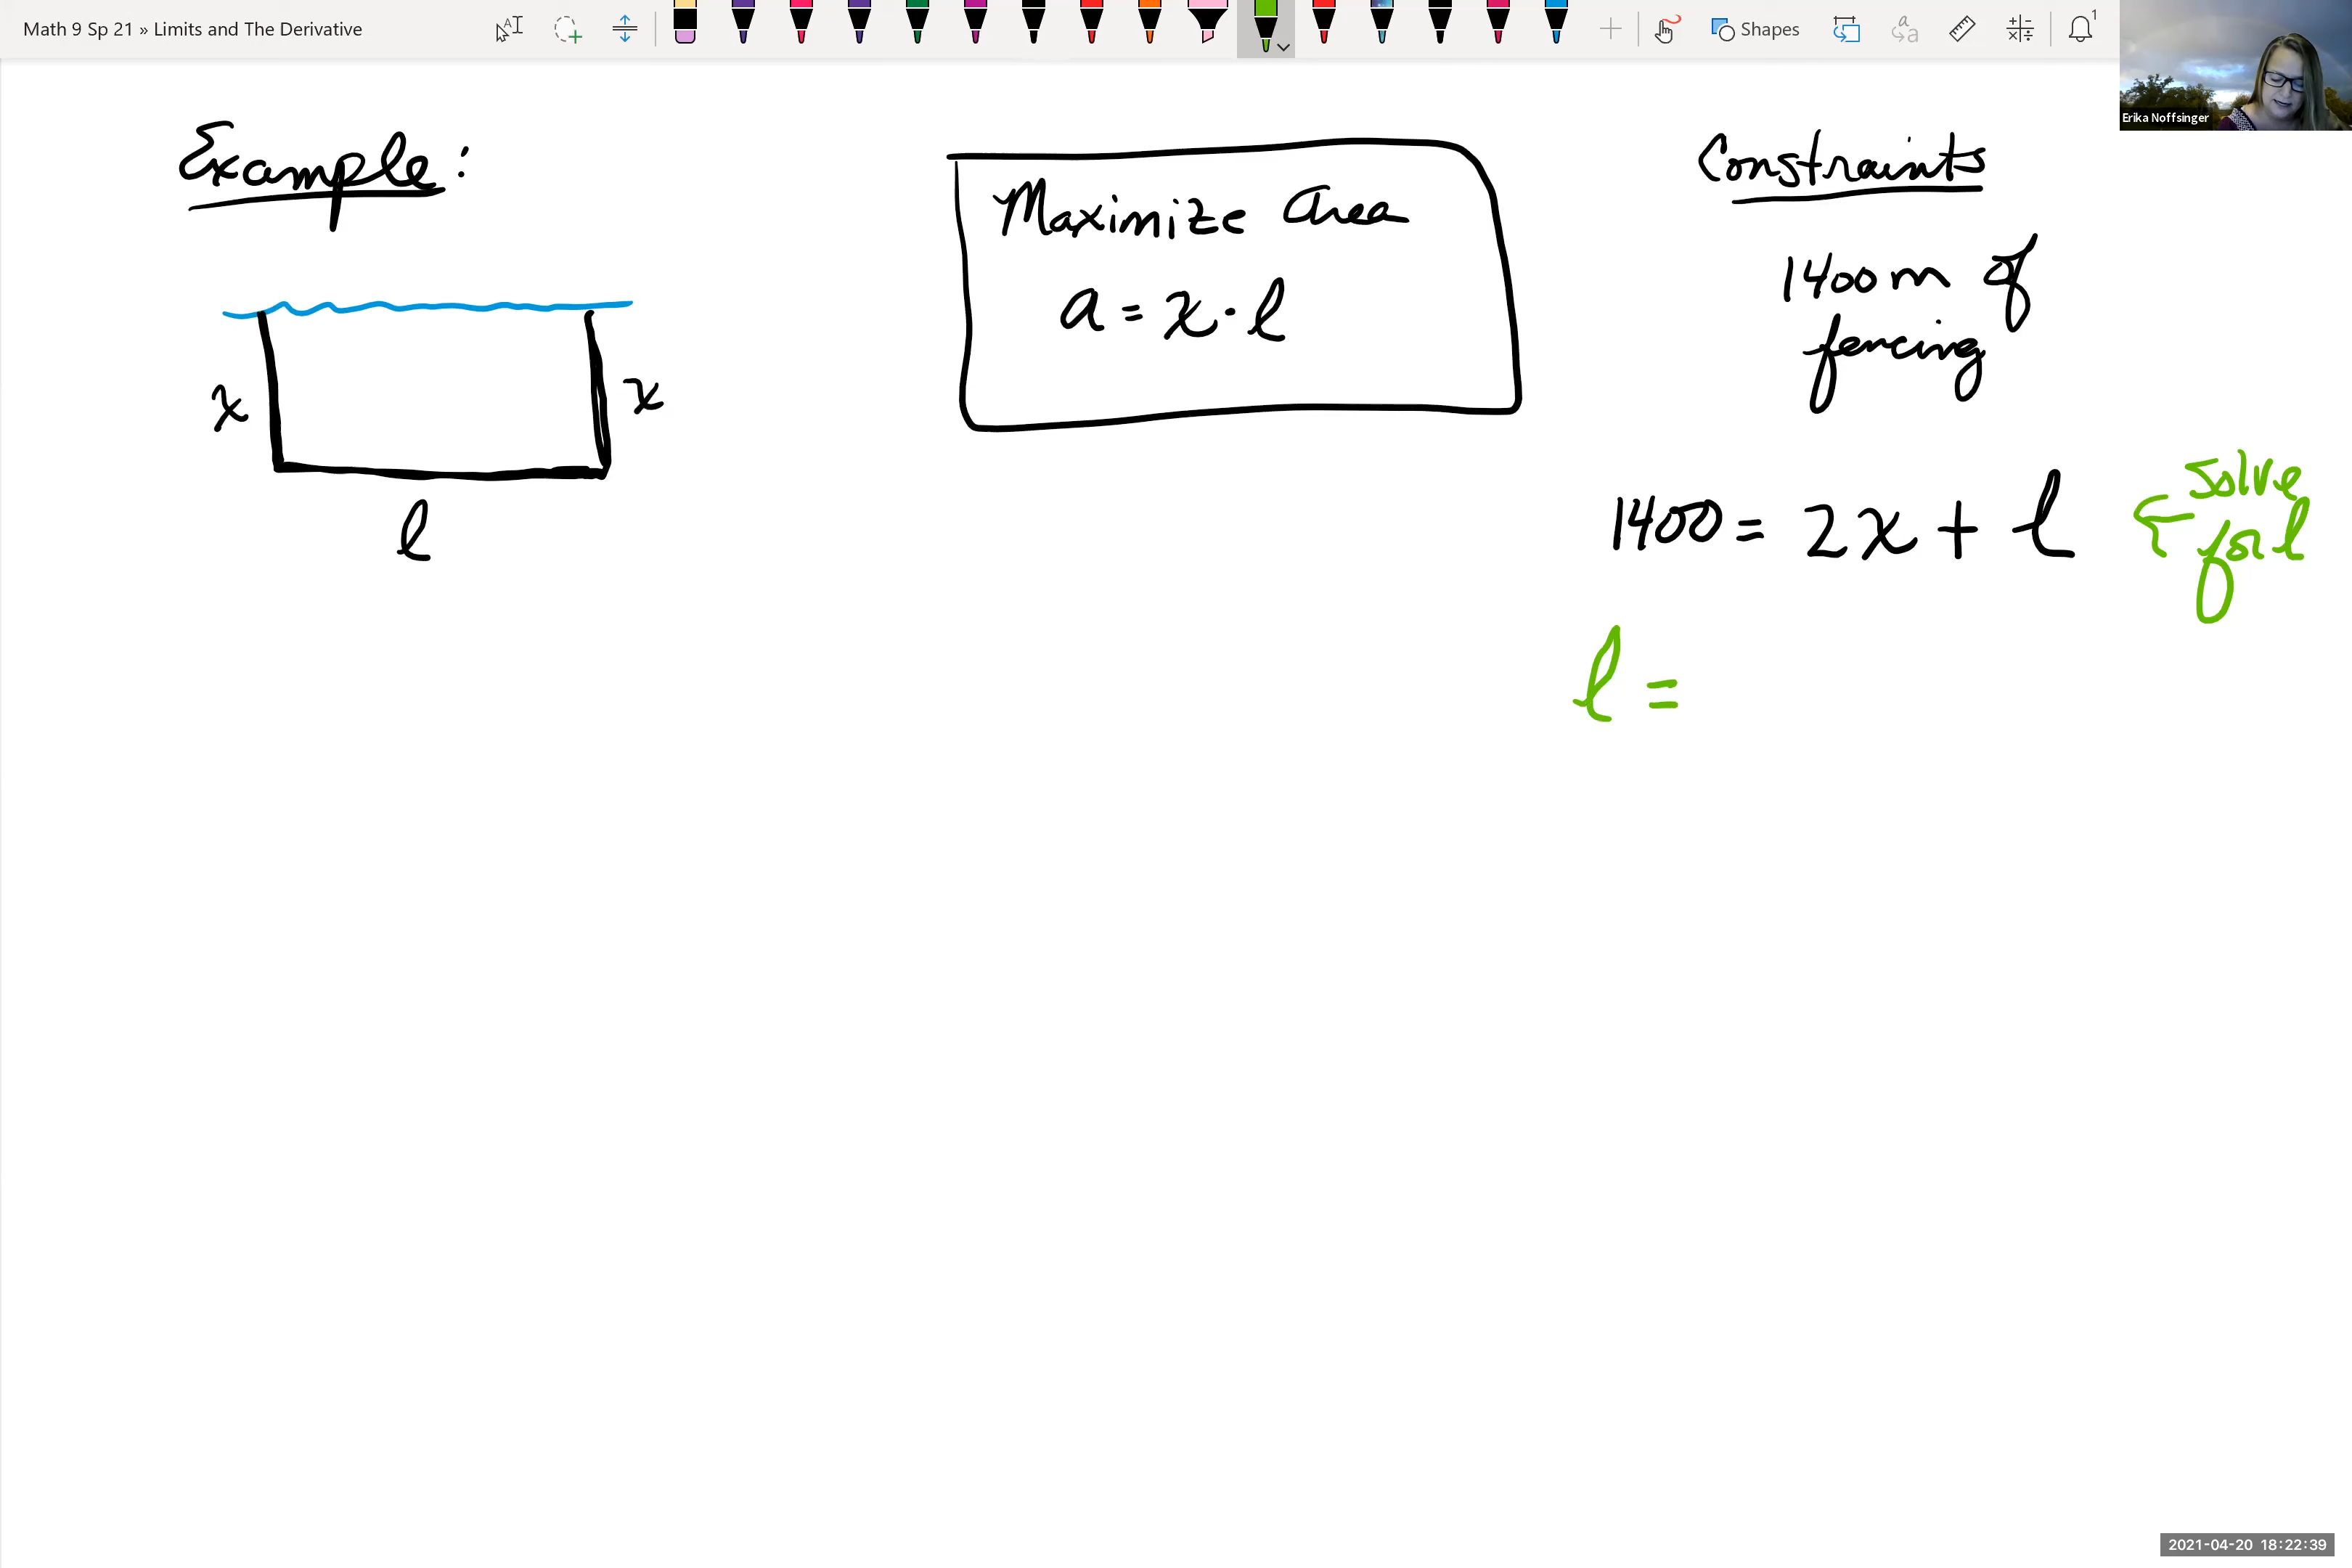 Math 9 Sp 21 » Limits and The Derivative
Shapes
1
Erika Noffsinger
Example:
x
x
l
Maximize Area
a = x · l
Constraints
1400 m of
fencing
1400 = 2x + l
solve
for l
l =
2021-04-20 18:22:39